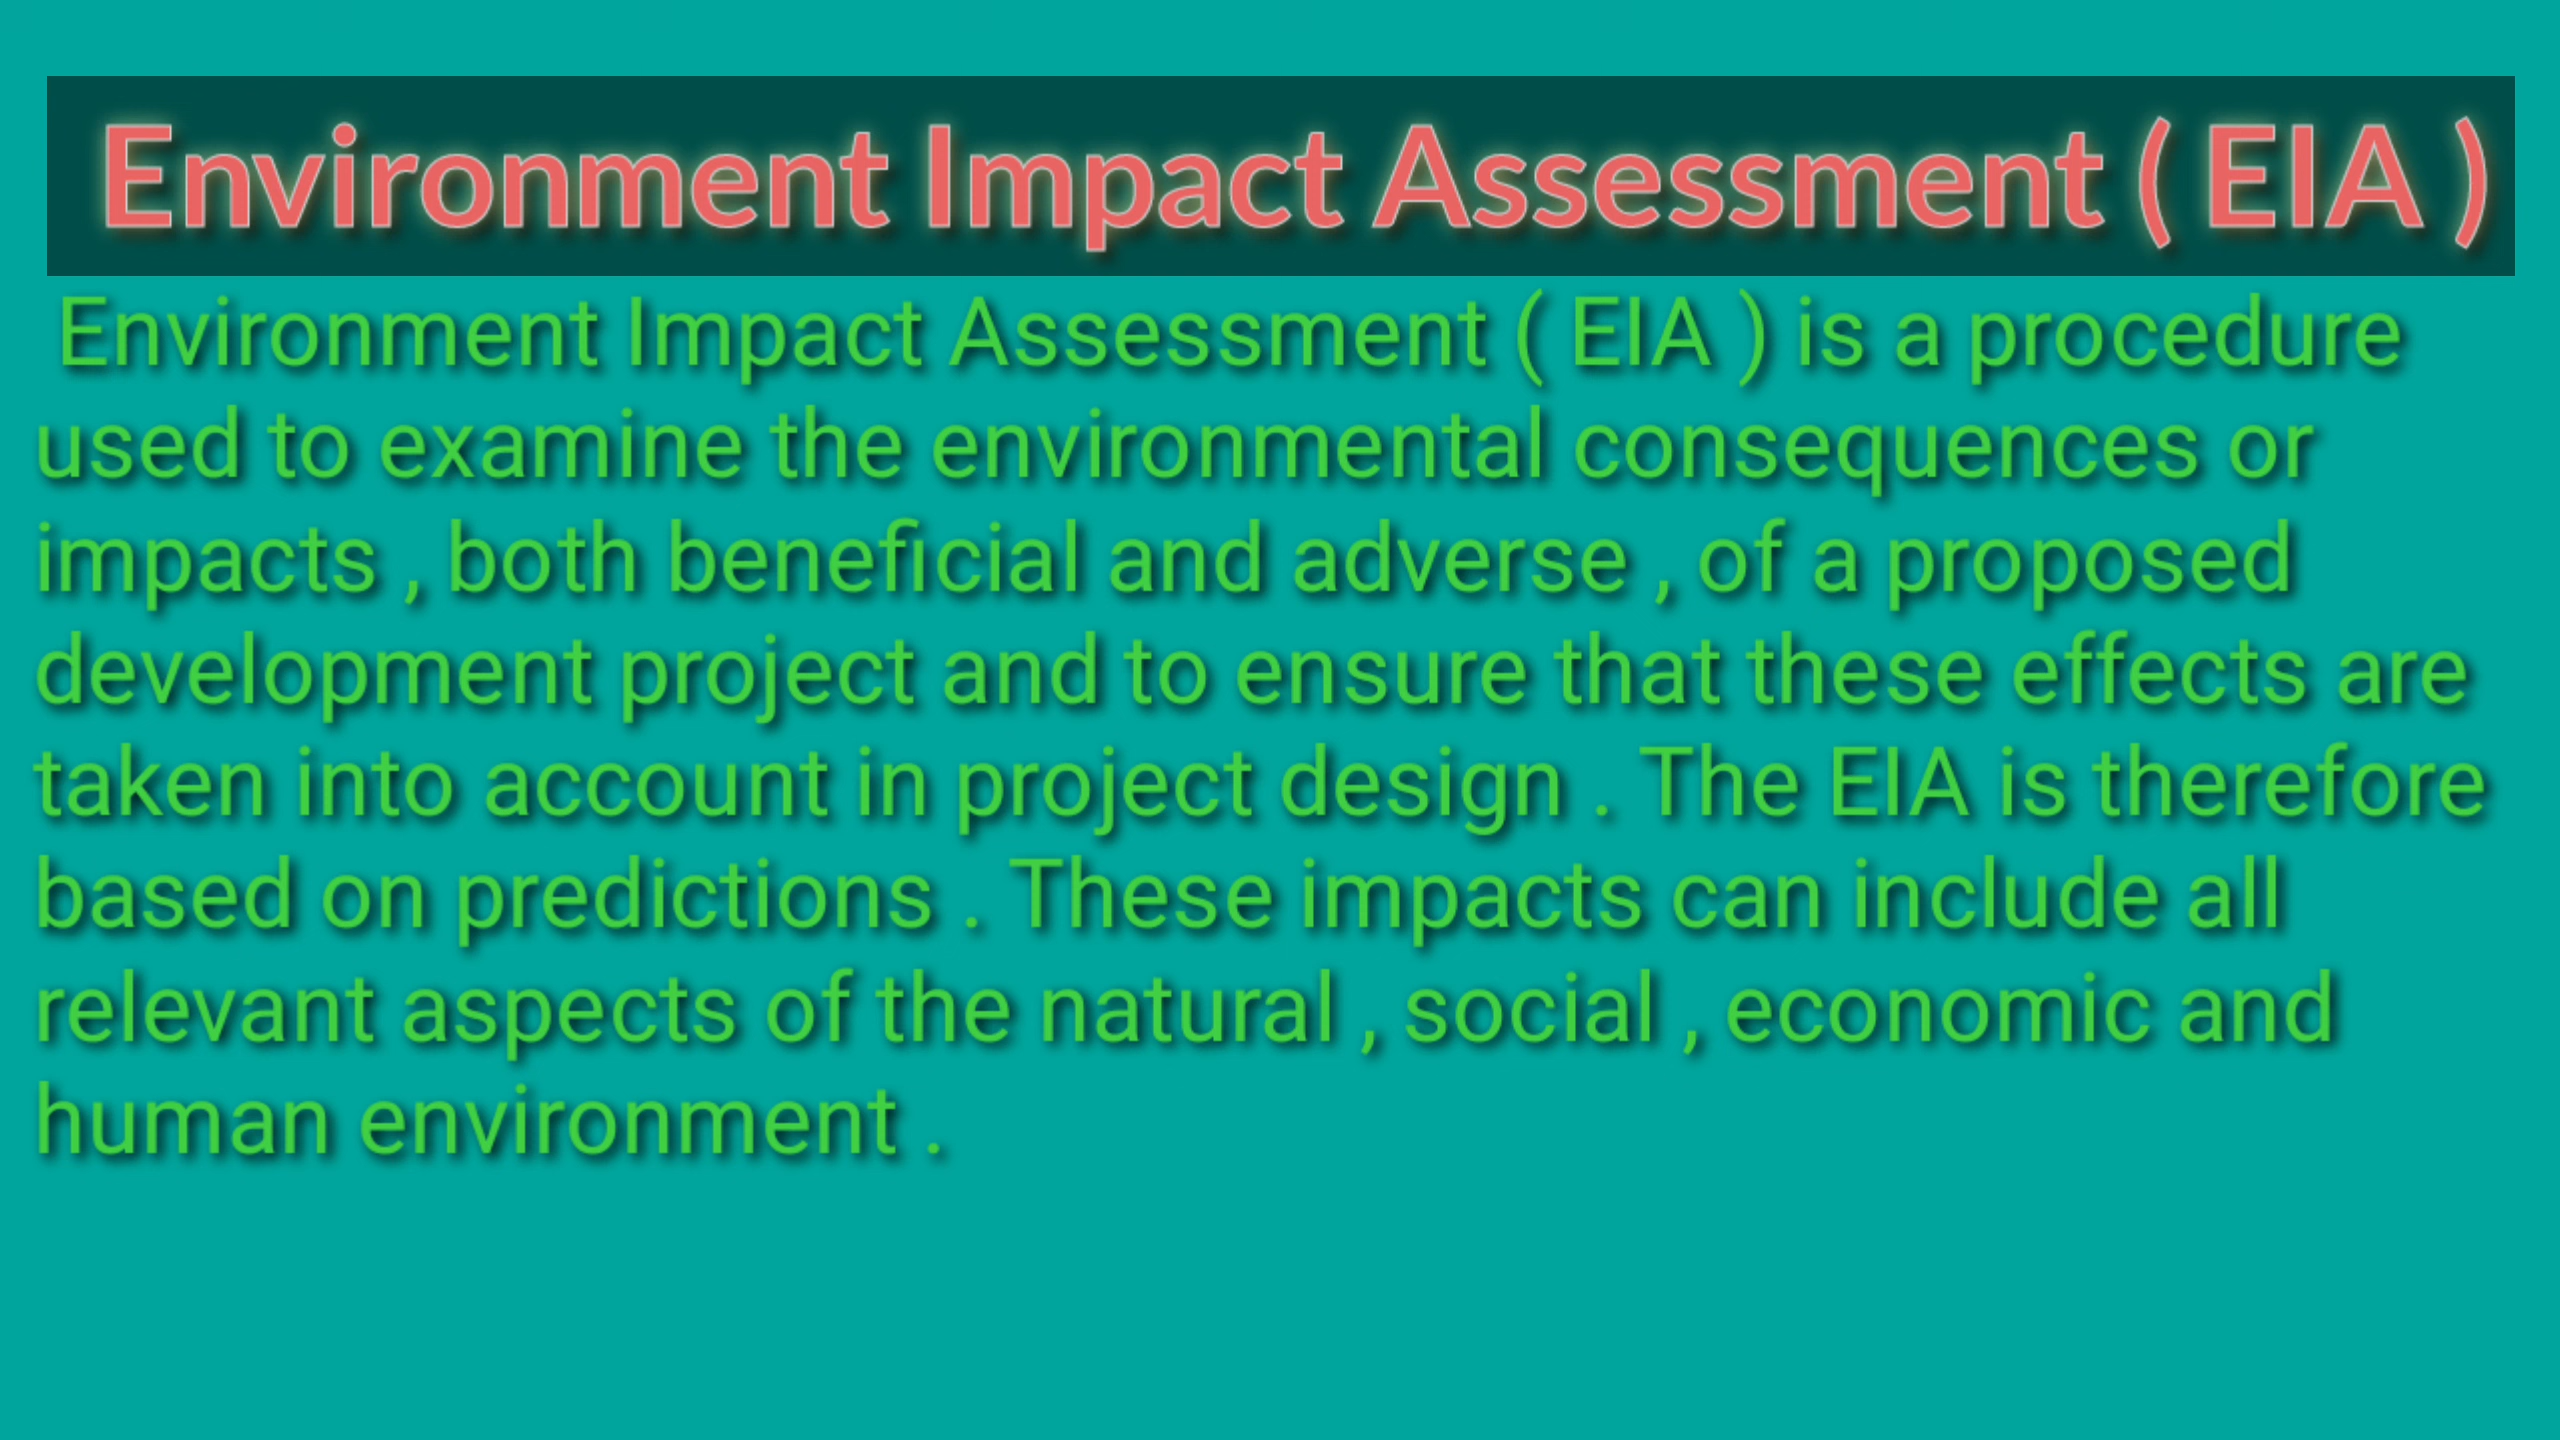 Environment Impact Assessment ( EIA )
Environment Impact Assessment ( EIA ) is a procedure
used to examine the environmental consequences or
impacts , both beneficial and adverse , of a proposed
development project and to ensure that these effects are
taken into account in project design . The EIA is therefore
based on predictions . These impacts can include all
relevant aspects of the natural , social , economic and
human environment .